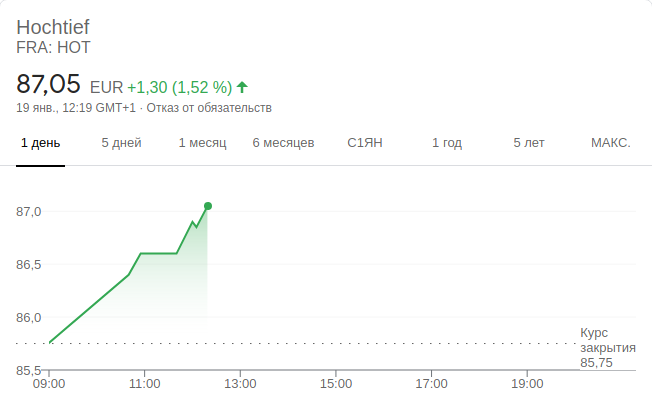 Hochtief
FRA: HOT
87,05 EUR +1,30 (1,52 %)
19 янв., 12:19 GMT+1 · Отказ от обязательств
1 день 5 дней 1 месяц 6 месяцев С1ЯН 1 год 5 лет МАКС.
87,0
86,5
86,0
Курс
закрытия
85,75
85,5
09:00 11:00 13:00 15:00 17:00 19:00